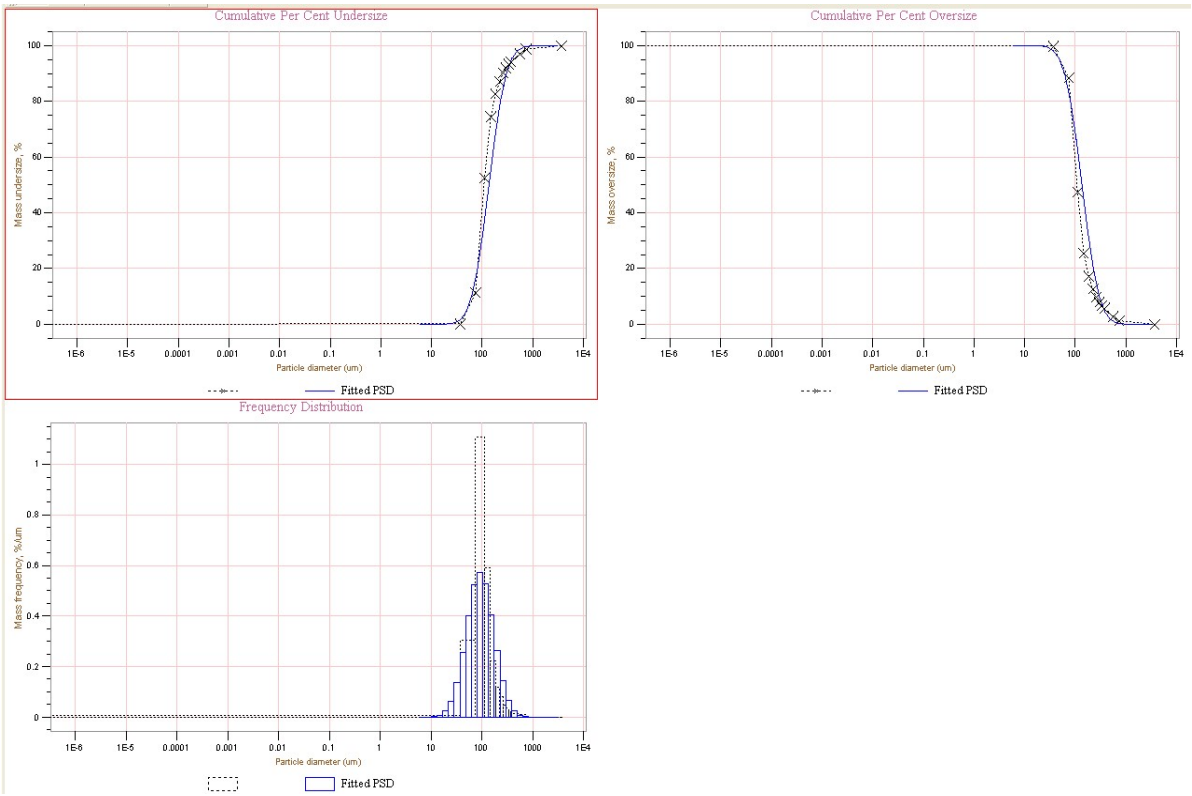 Cumulative Per Cent Undersize
Mass undersize, %
100
80
60
40
20
0
1E-6 1E-5 0.0001 0.001 0.01 0.1 1 10 100 1000 1E4
Particle diameter (um)
Fitted PSD
Cumulative Per Cent Oversize
Mass oversize, %
100
80
60
40
20
0
1E-6 1E-5 0.0001 0.001 0.01 0.1 1 10 100 1000 1E4
Particle diameter (um)
Fitted PSD
Frequency Distribution
Mass frequency, %/um
1
0.8
0.6
0.4
0.2
0
1E-6 1E-5 0.0001 0.001 0.01 0.1 1 10 100 1000 1E4
Particle diameter (um)
Fitted PSD